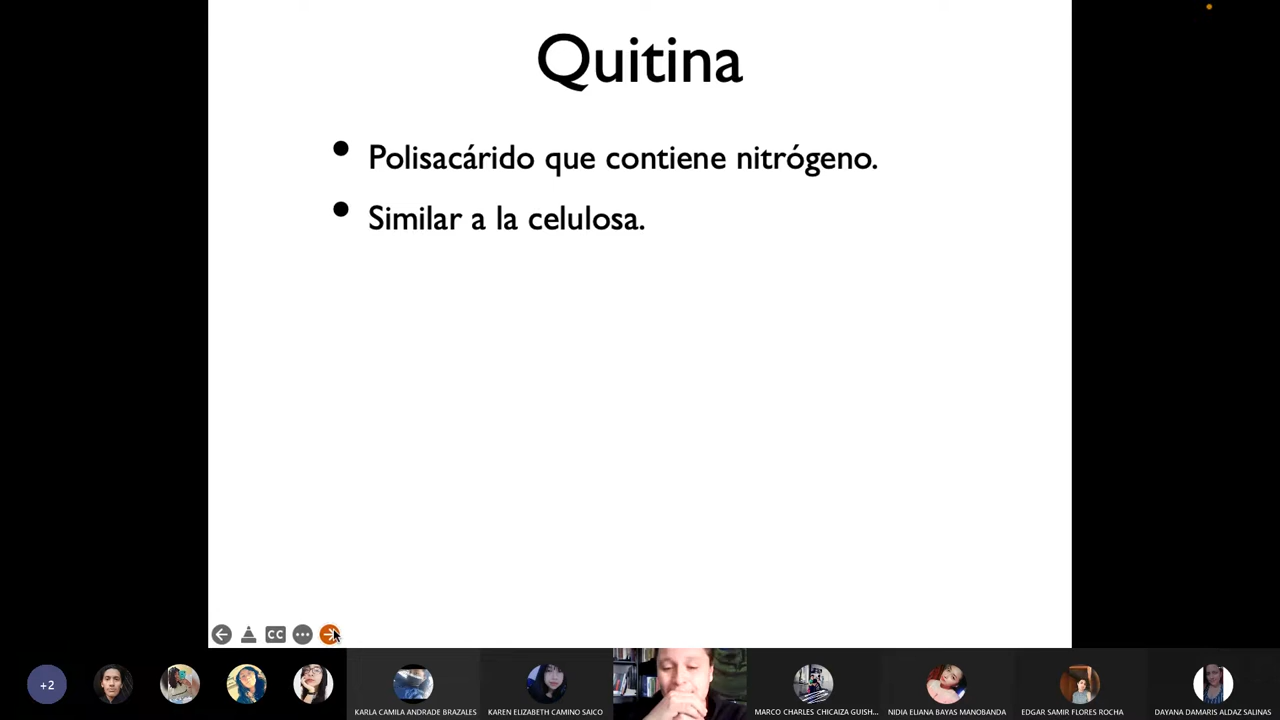 Quitina
• Polisacárido que contiene nitrógeno.
• Similar a la celulosa.
CC
+2
KARLA CAMILA ANDRADE BRAZALES
KAREN ELIZABETH CAMINO SAICO
MARCO CHARLES CHICAIZA GUISH...
NIDIA ELIANA BAYAS MANOBANDA
EDGAR SAMIR FLORES ROCHA
DAYANA DAMARIS ALDAZ SALINAS